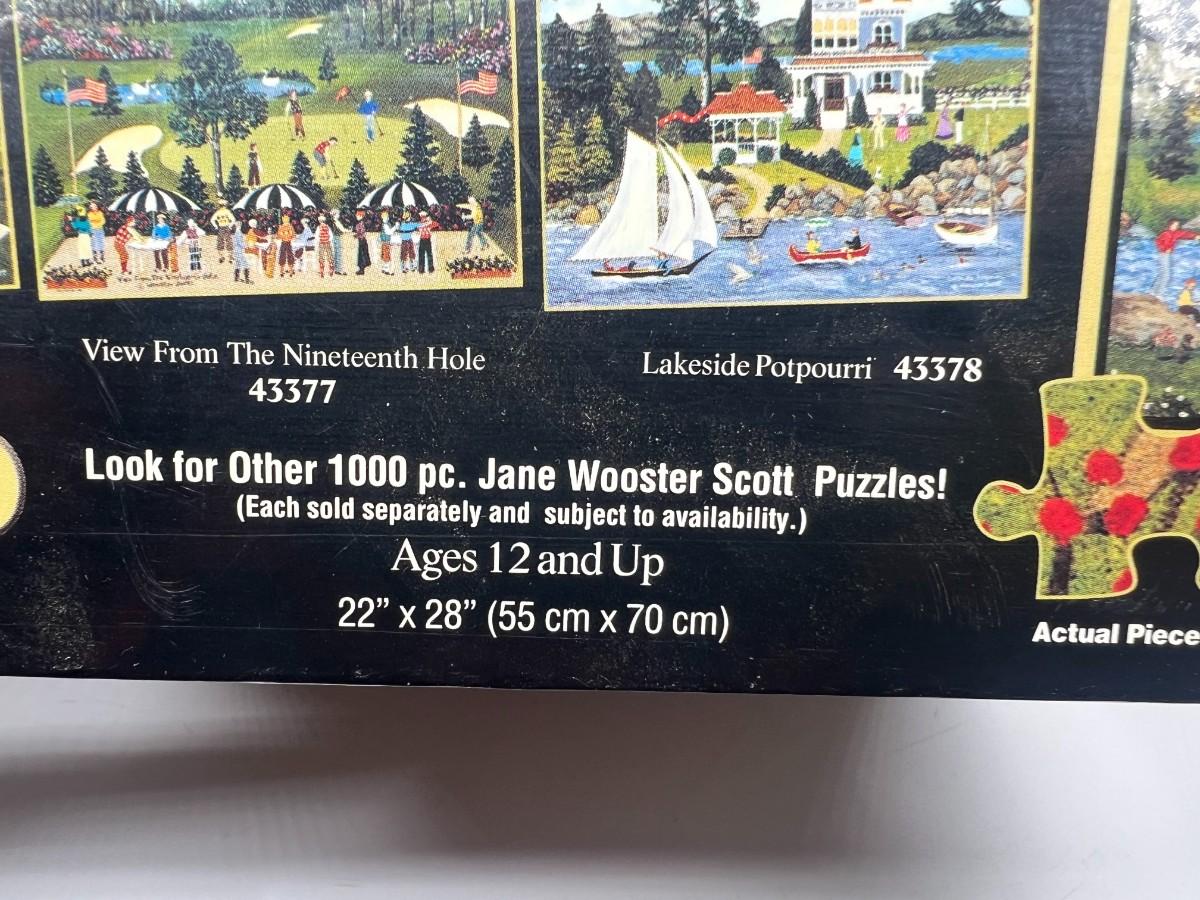 View From The Nineteenth Hole
43377
Lakeside Potpourri 43378
Look for Other 1000 pc. Jane Wooster Scott Puzzles!
(Each sold separately and subject to availability.)
Ages 12 and Up
22” x 28” (55 cm x 70 cm)
Actual Piece